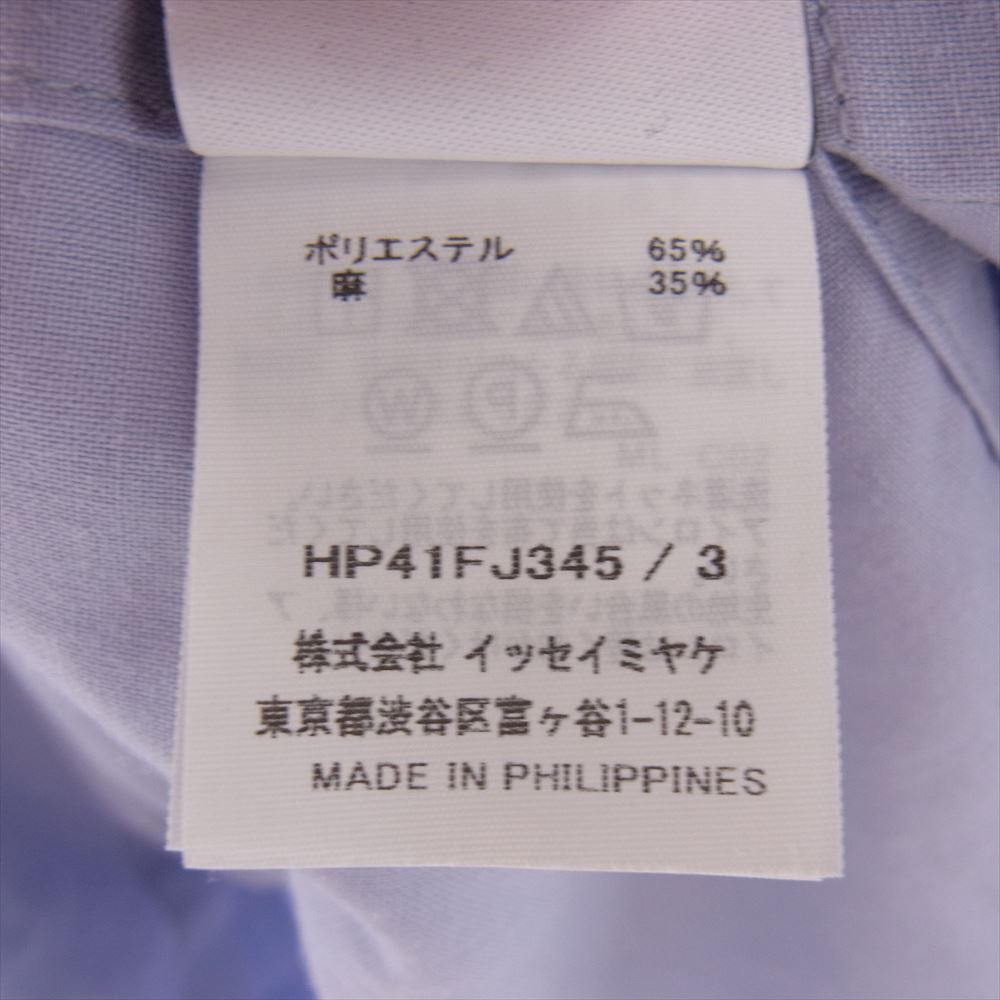 ポリエステル 65%
麻 35%
HP41FJ345 / 3
株式会社 イッセイミヤケ
東京都渋谷区富ヶ谷1-12-10
MADE IN PHILIPPINES